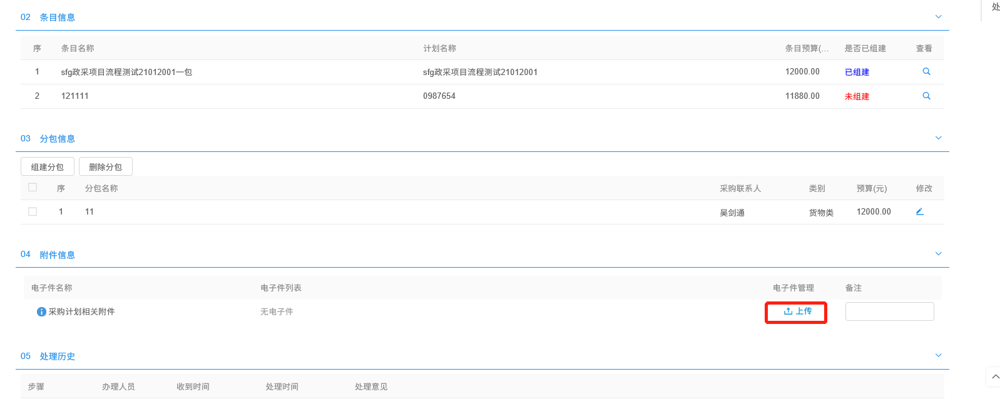 处
02 条目信息
序 条目名称 计划名称 条目预算(... 是否已组建 查看
1 sfg政采项目流程测试21012001一包 sfg政采项目流程测试21012001 12000.00 已组建
2 121111 0987654 11880.00 未组建
03 分包信息
组建分包 删除分包
序 分包名称 采购联系人 类别 预算(元) 修改
1 11 吴剑通 货物类 12000.00
04 附件信息
电子件名称 电子件列表 电子件管理 备注
采购计划相关附件 无电子件 上传
05 处理历史
步骤 办理人员 收到时间 处理时间 处理意见